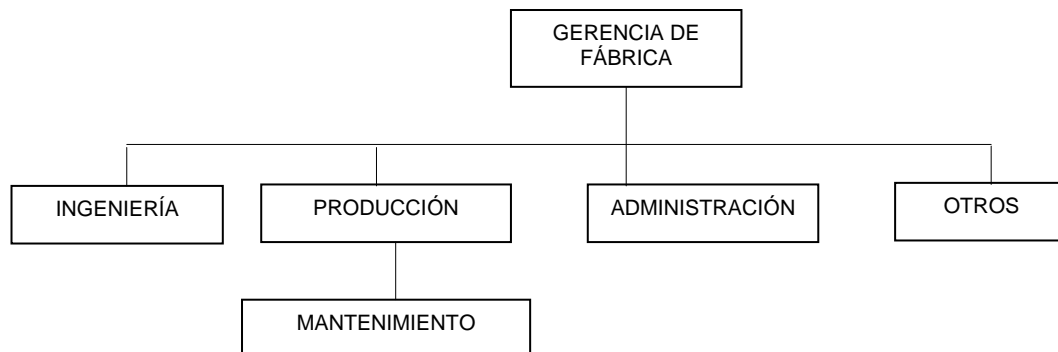 GERENCIA DE
FÁBRICA
INGENIERÍA
PRODUCCIÓN
ADMINISTRACIÓN
OTROS
MANTENIMIENTO